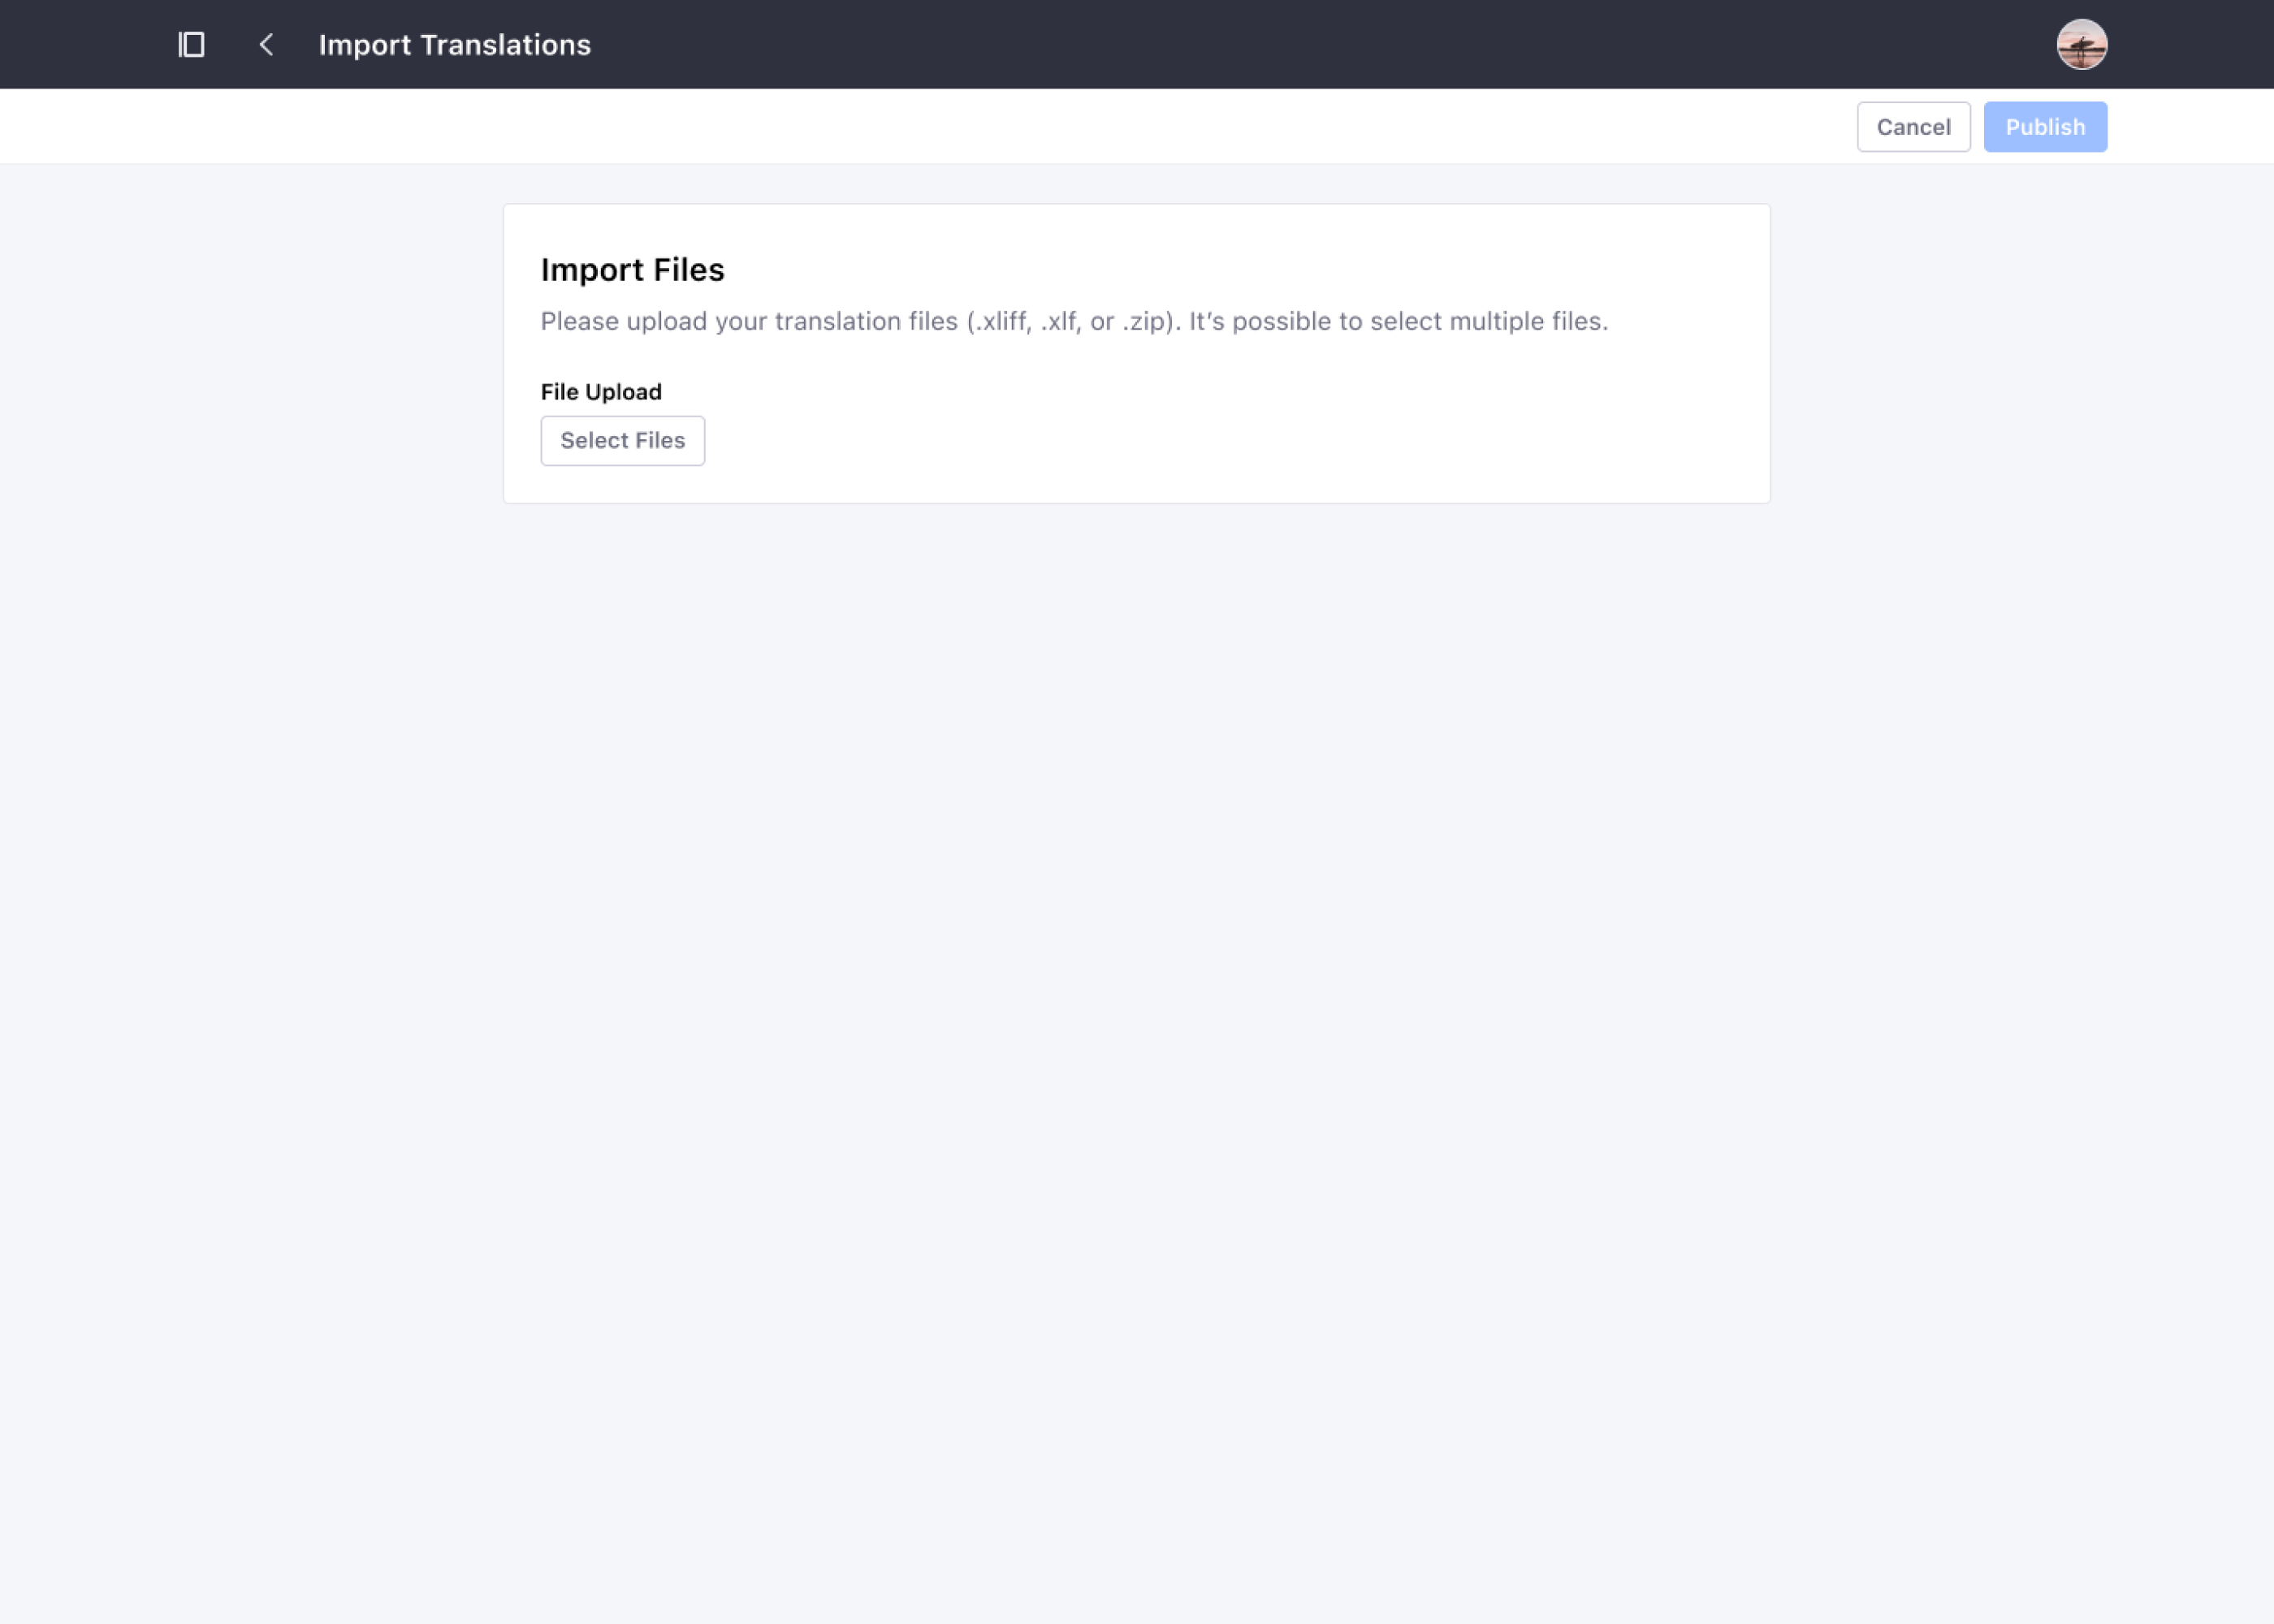 Import Translations
Cancel
Publish
Import Files
Please upload your translation files (.xliff, .xlf, or .zip). It’s possible to select multiple files.
File Upload
Select Files